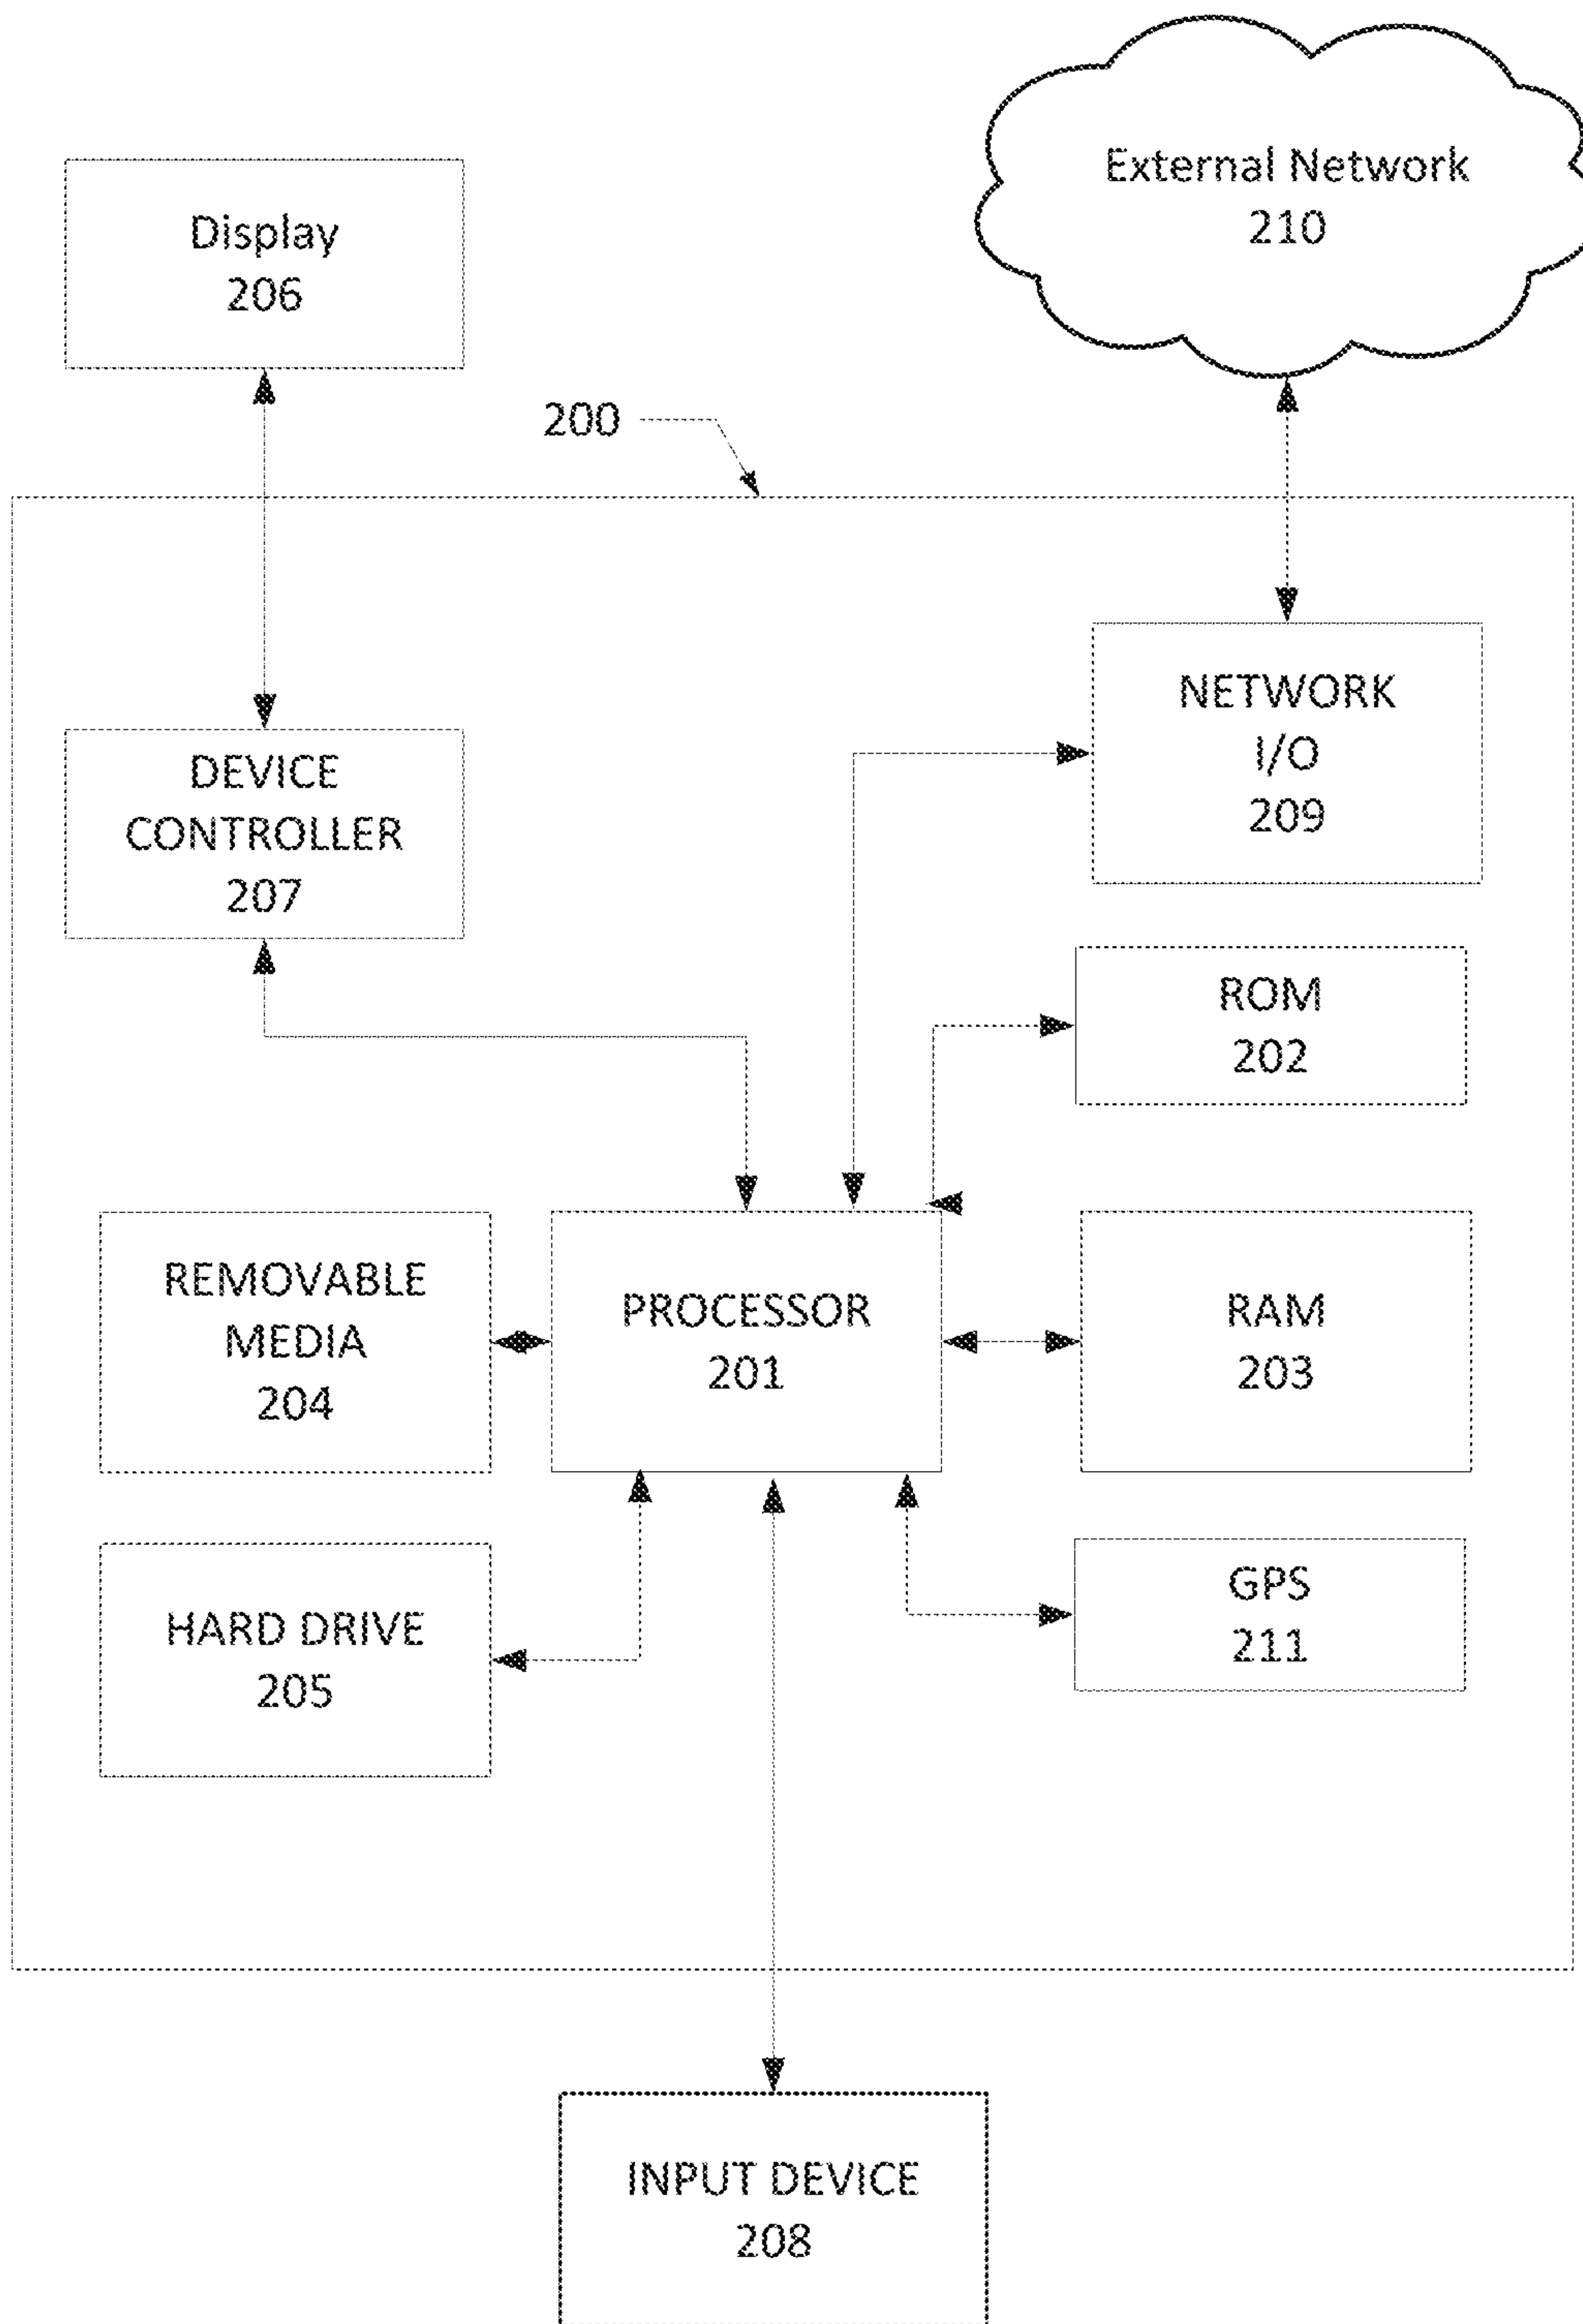 External Network
210
Display
206
200
NETWORK
I/O
209
DEVICE
CONTROLLER
207
ROM
202
REMOVABLE
MEDIA
204
PROCESSOR
201
RAM
203
HARD DRIVE
205
GPS
211
INPUT DEVICE
208